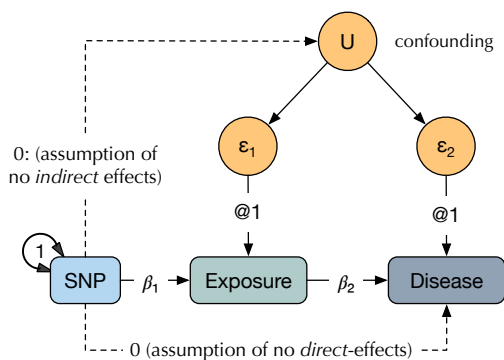 U
confounding
ε1
ε2
0: (assumption of
no indirect effects)
@1
@1
1
SNP
β1
Exposure
β2
Disease
0 (assumption of no direct-effects)